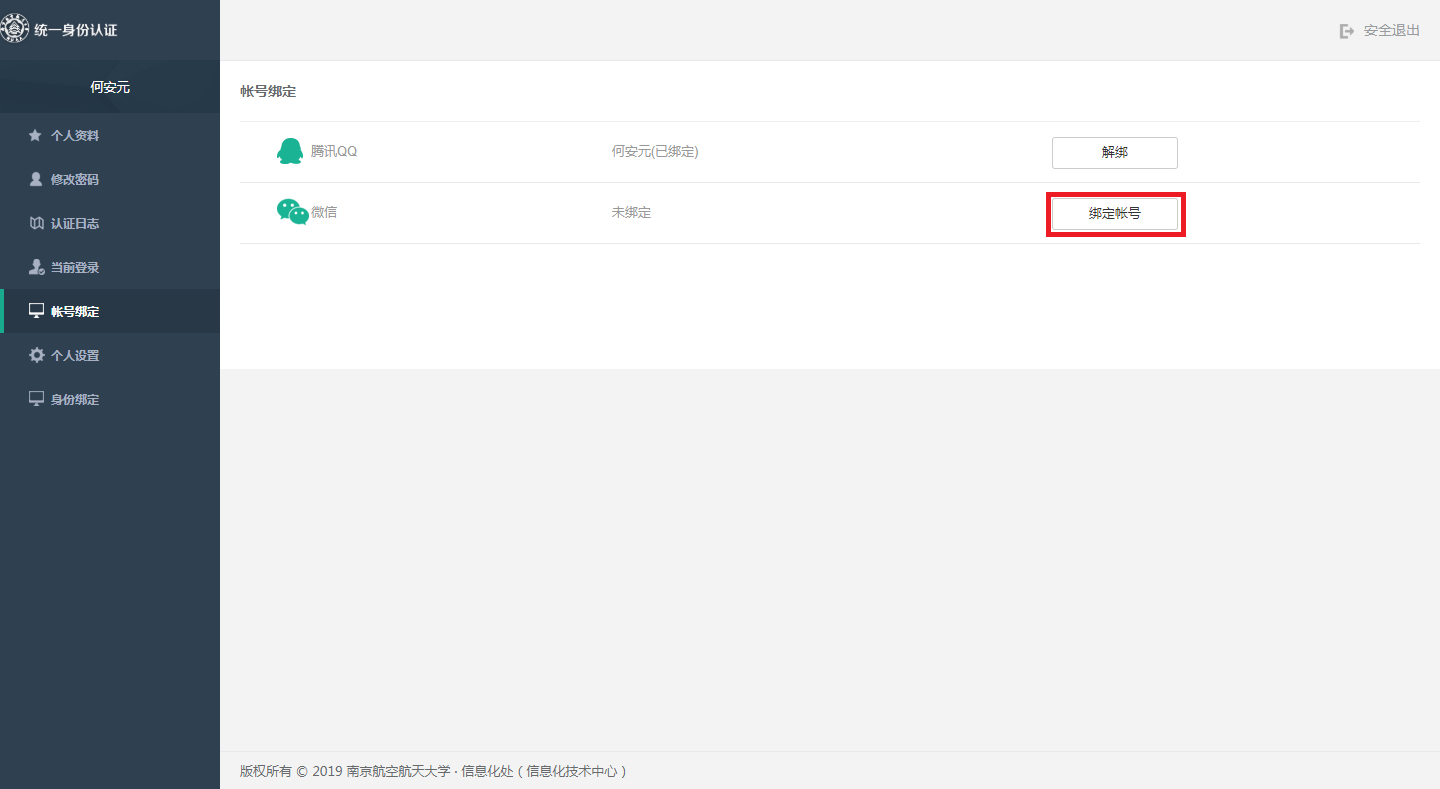 统一身份认证
安全退出
何安元
个人资料
修改密码
认证日志
当前登录
帐号绑定
个人设置
身份绑定
帐号绑定
腾讯QQ 何安元(已绑定) 解绑
微信 未绑定 绑定帐号
版权所有 © 2019 南京航空航天大学 · 信息化处 ( 信息化技术中心 )